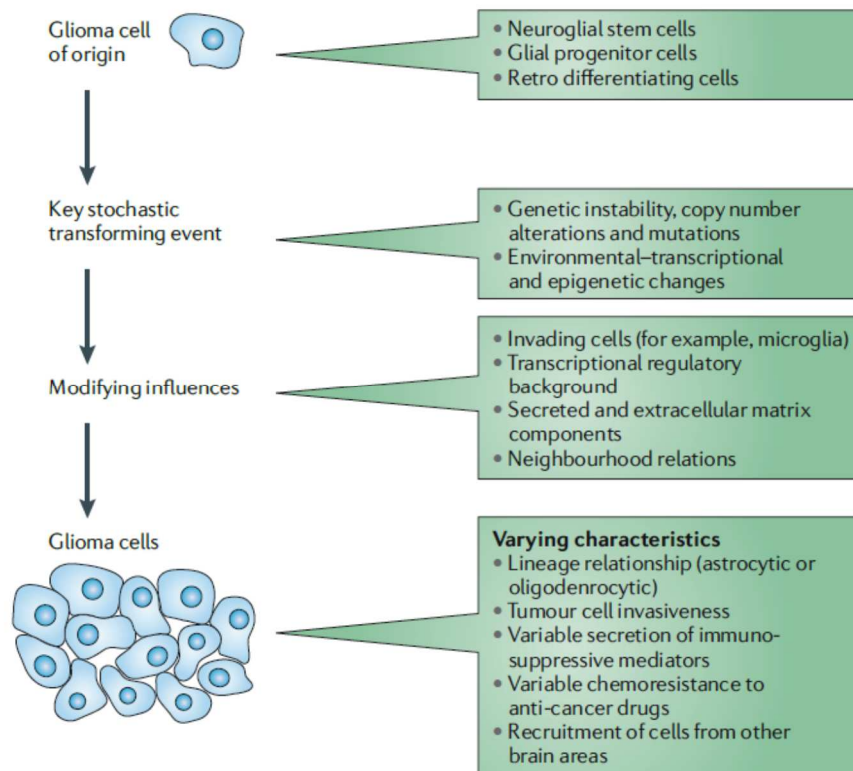 Glioma cell
of origin
• Neuroglial stem cells
• Glial progenitor cells
• Retro differentiating cells
Key stochastic
transforming event
• Genetic instability, copy number
alterations and mutations
• Environmental–transcriptional
and epigenetic changes
Modifying influences
• Invading cells (for example, microglia)
• Transcriptional regulatory
background
• Secreted and extracellular matrix
components
• Neighbourhood relations
Glioma cells
Varying characteristics
• Lineage relationship (astrocytic or
oligodenrocytic)
• Tumour cell invasiveness
• Variable secretion of immuno-
suppressive mediators
• Variable chemoresistance to
anti-cancer drugs
• Recruitment of cells from other
brain areas